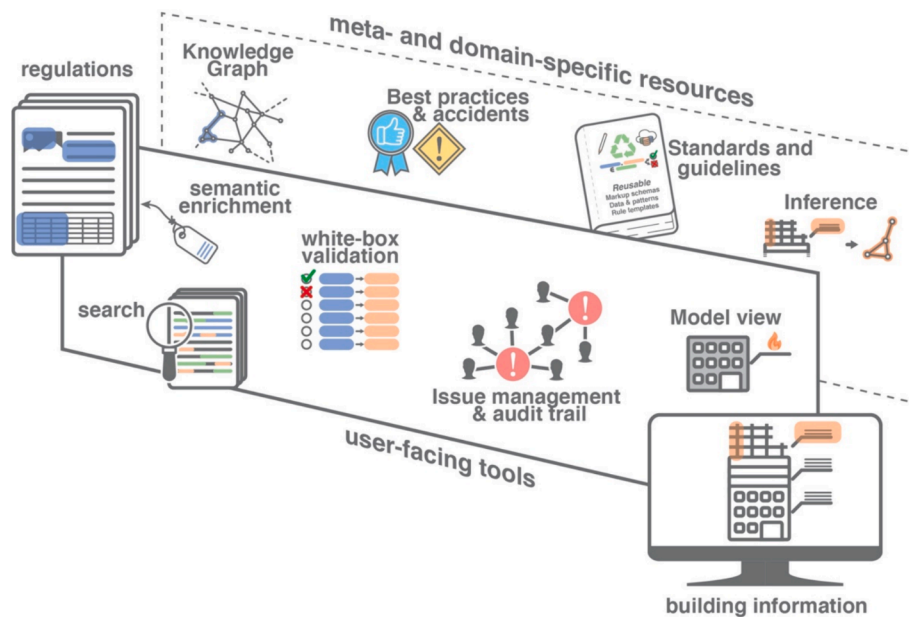 meta- and domain-specific resources
regulations
Knowledge
Graph
Best practices
& accidents
Standards and
guidelines
Reusable
Markup schemes
Data & patterns
Rule templates
Inference
semantic
enrichment
white-box
validation
search
Model view
Issue management
& audit trail
user-facing tools
building information